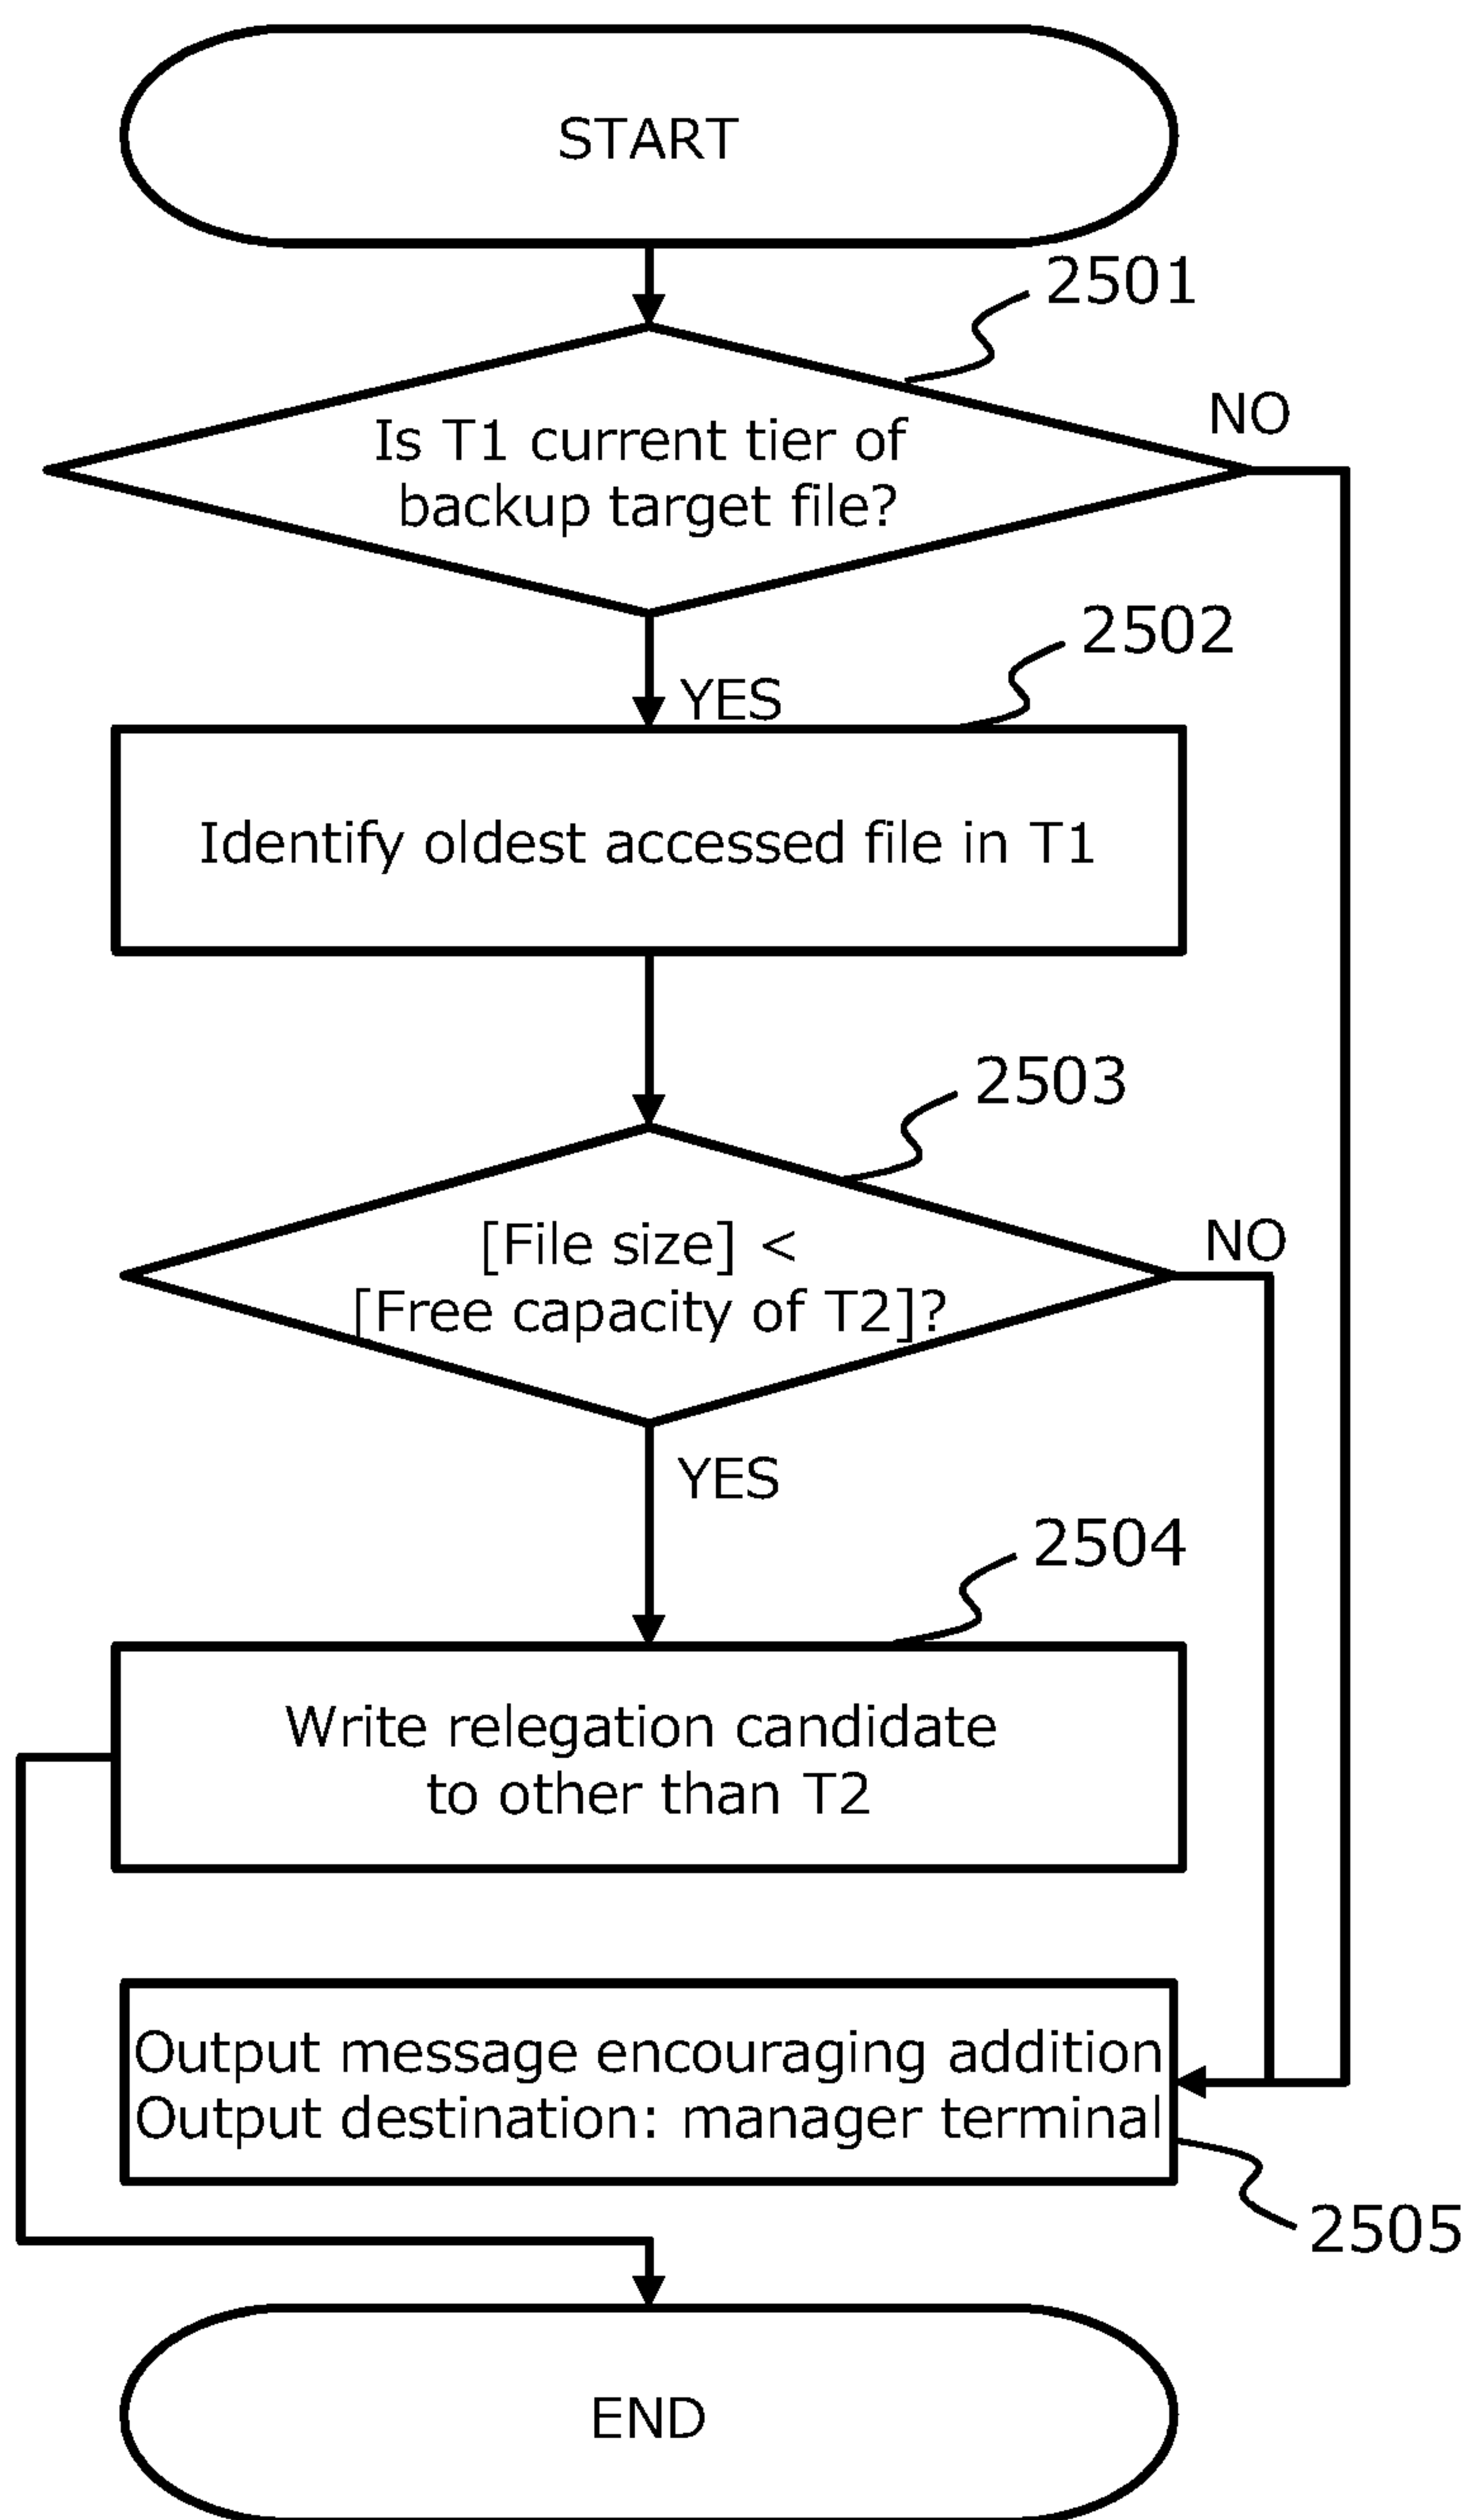 START
2501
NO
Is T1 current tier of
backup target file?
2502
YES
Identify oldest accessed file in T1
2503
NO
[File size] <
[Free capacity of T2]?
YES
2504
Write relegation candidate
to other than T2
Output message encouraging addition
Output destination: manager terminal
2505
END